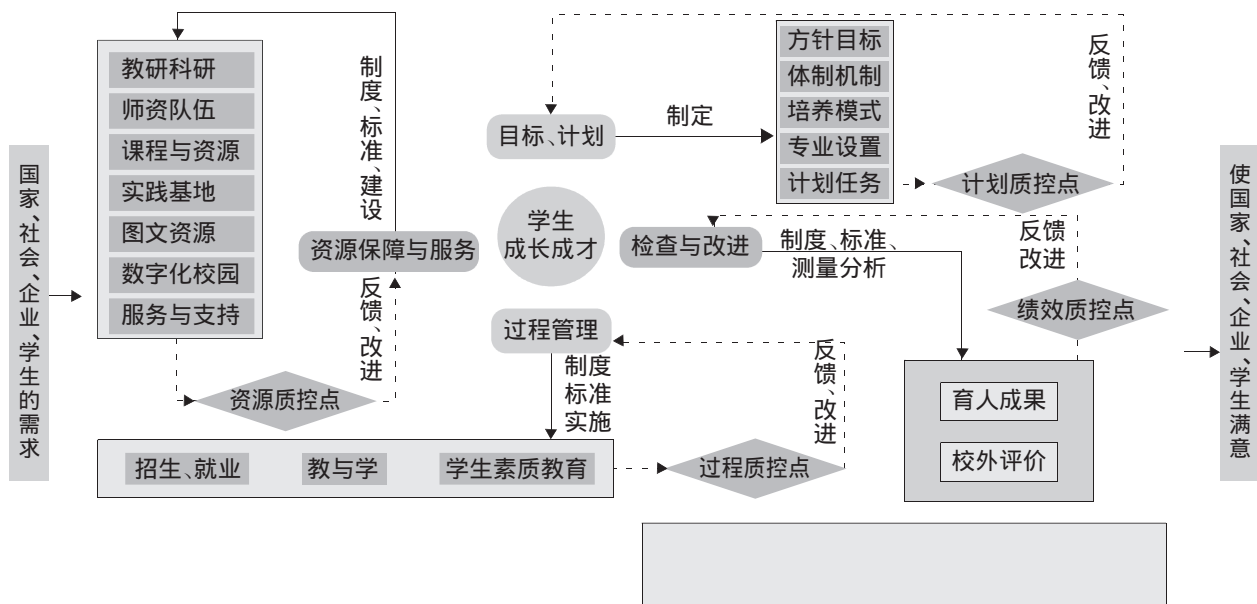 国家、社会、企业、学生的需求
教研科研
师资队伍
课程与资源
实践基地
图文资源
数字化校园
服务与支持
制度、标准、建设
资源保障与服务
反馈、改进
资源质控点
目标、计划
制定
方针目标
体制机制
培养模式
专业设置
计划任务
计划质控点
反馈、改进
学生
成长成才
检查与改进
制度、标准、
测量分析
反馈
改进
绩效质控点
育人成果
校外评价
过程管理
制度
标准
实施
招生、就业
教与学
学生素质教育
过程质控点
反馈、改进
使国家、社会、企业、学生满意